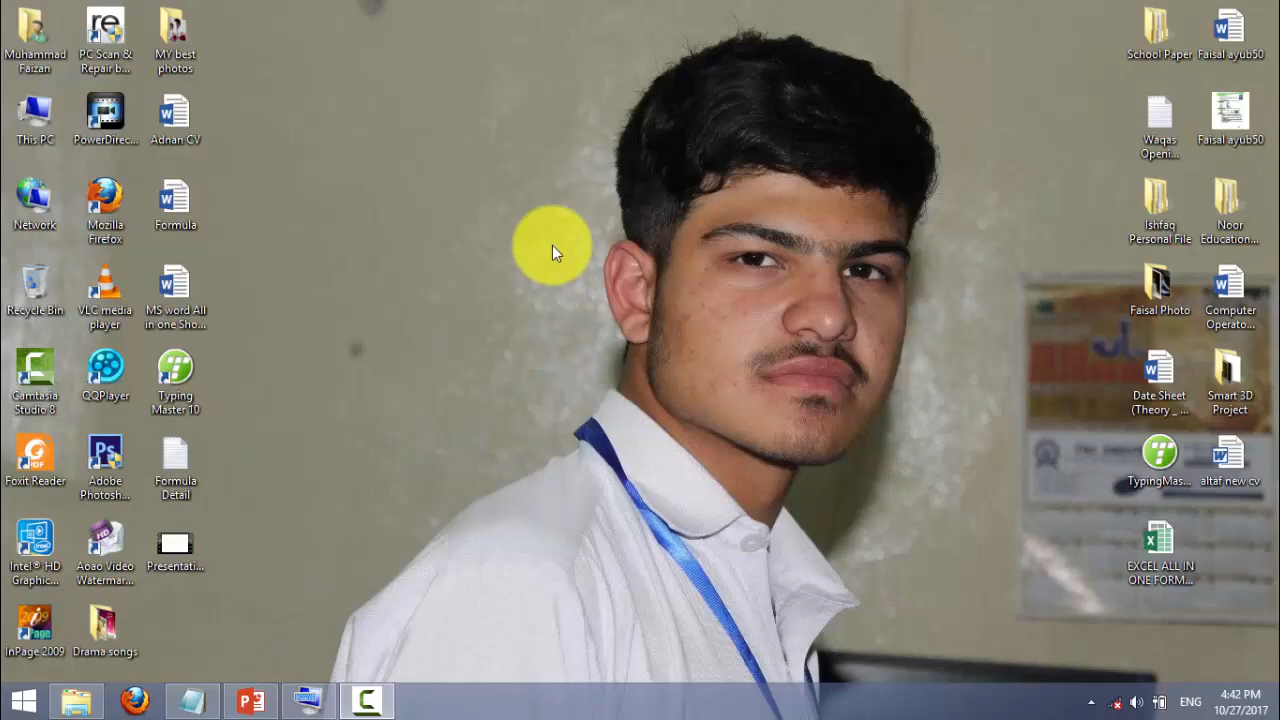 Muhammad
Faizan
PC Scan &
Repair b...
MY best
photos
This PC
PowerDirec...
Adnan CV
Network
Mozilla
Firefox
Formula
Recycle Bin
VLC media
player
MS word All
in one Sho...
Camtasia
Studio 8
QQPlayer
Typing
Master 10
Foxit Reader
Adobe
Photosh...
Formula
Detail
Intel® HD
Graphic...
Aoao Video
Watermar...
Presentati...
InPage 2009
Drama songs
School Paper
Faisal ayub50
Waqas
Openi...
Faisal ayub50
Ishfaq
Personal File
Noor
Education...
Faisal Photo
Computer
Operato...
Date Sheet
(Theory _ ...
Smart 3D
Project
TypingMas...
altaf new cv
EXCEL ALL IN
ONE FORM...
ENG
4:42 PM
10/27/2017